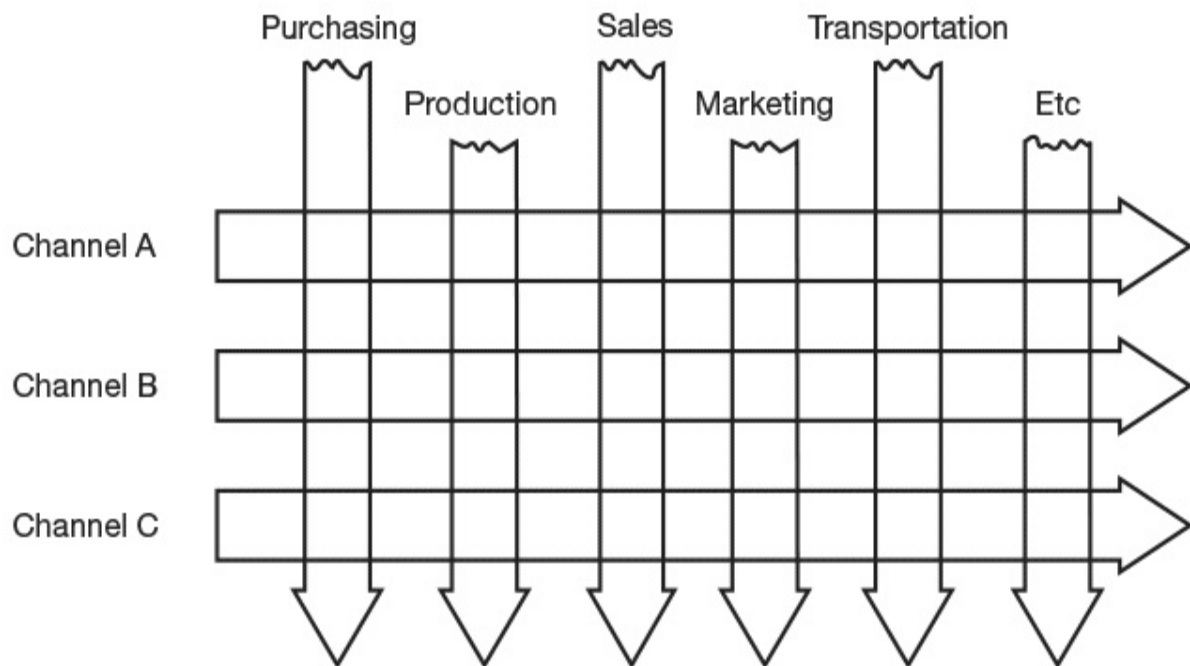 Purchasing
Sales
Transportation
Production
Marketing
Etc
Channel A
Channel B
Channel C